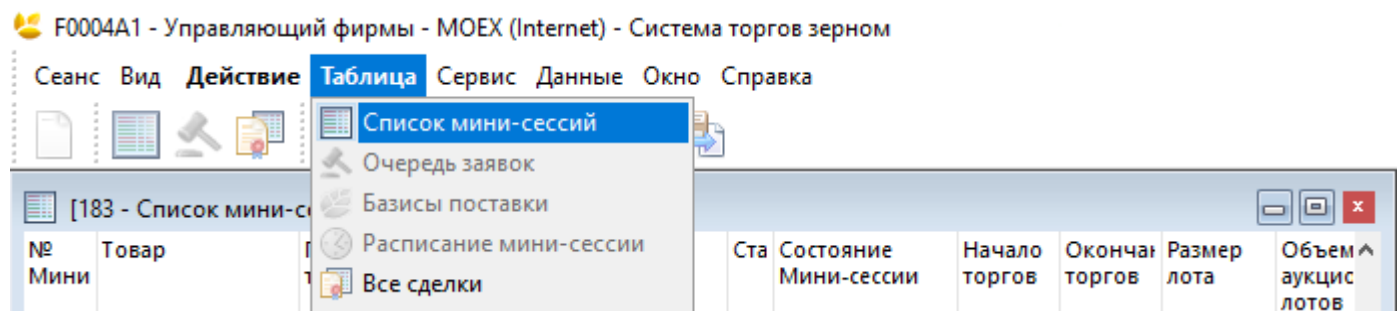 F0004A1 - Управляющий фирмы - MOEX (Internet) - Система торгов зерном
Сеанс Вид Действие Таблица Сервис Данные Окно Справка
Список мини-сессий
Очередь заявок
Базисы поставки
Расписание мини-сессии
Все сделки
[183 - Список мини-с
№ Товар Ста Состояние Начало Окончан Размер Объем
Мини Мини-сессии торгов торгов лота аукцис
лотов